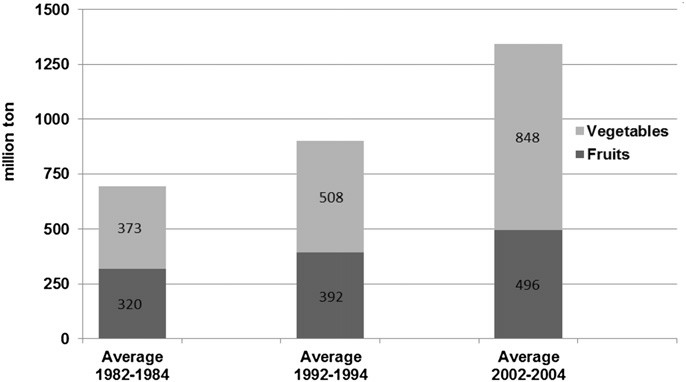 1500
1250
1000
750
500
250
0
million ton
373
320
508
392
848
496
Vegetables
Fruits
Average
1982-1984
Average
1992-1994
Average
2002-2004